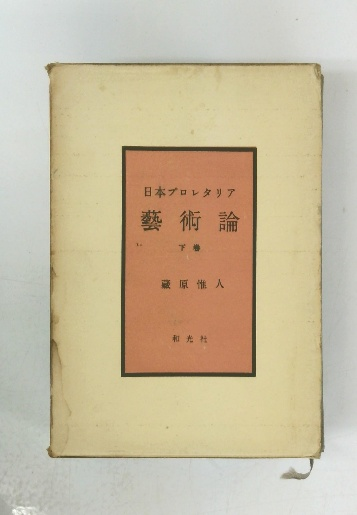 日本プロレタリア
藝術論
下巻
蔵原惟人
和光社